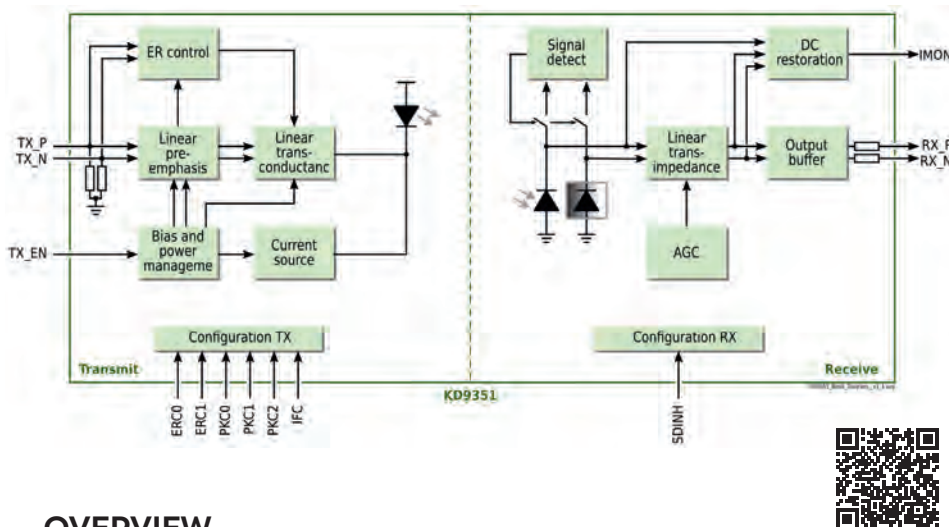 ER control
Signal
detect
DC
restoration
IMON
TX_P
TX_N
Linear
pre-
emphasis
Linear
trans-
conductanc
Linear
trans-
impedance
Output
buffer
RX_P
RX_N
TX_EN
Bias and
power
manageme
Current
source
AGC
Configuration TX
Configuration RX
Transmit
Receive
KD9351
ERC0
ERC1
PKC0
PKC1
PKC2
IFC
SDINH
OVERVIEW